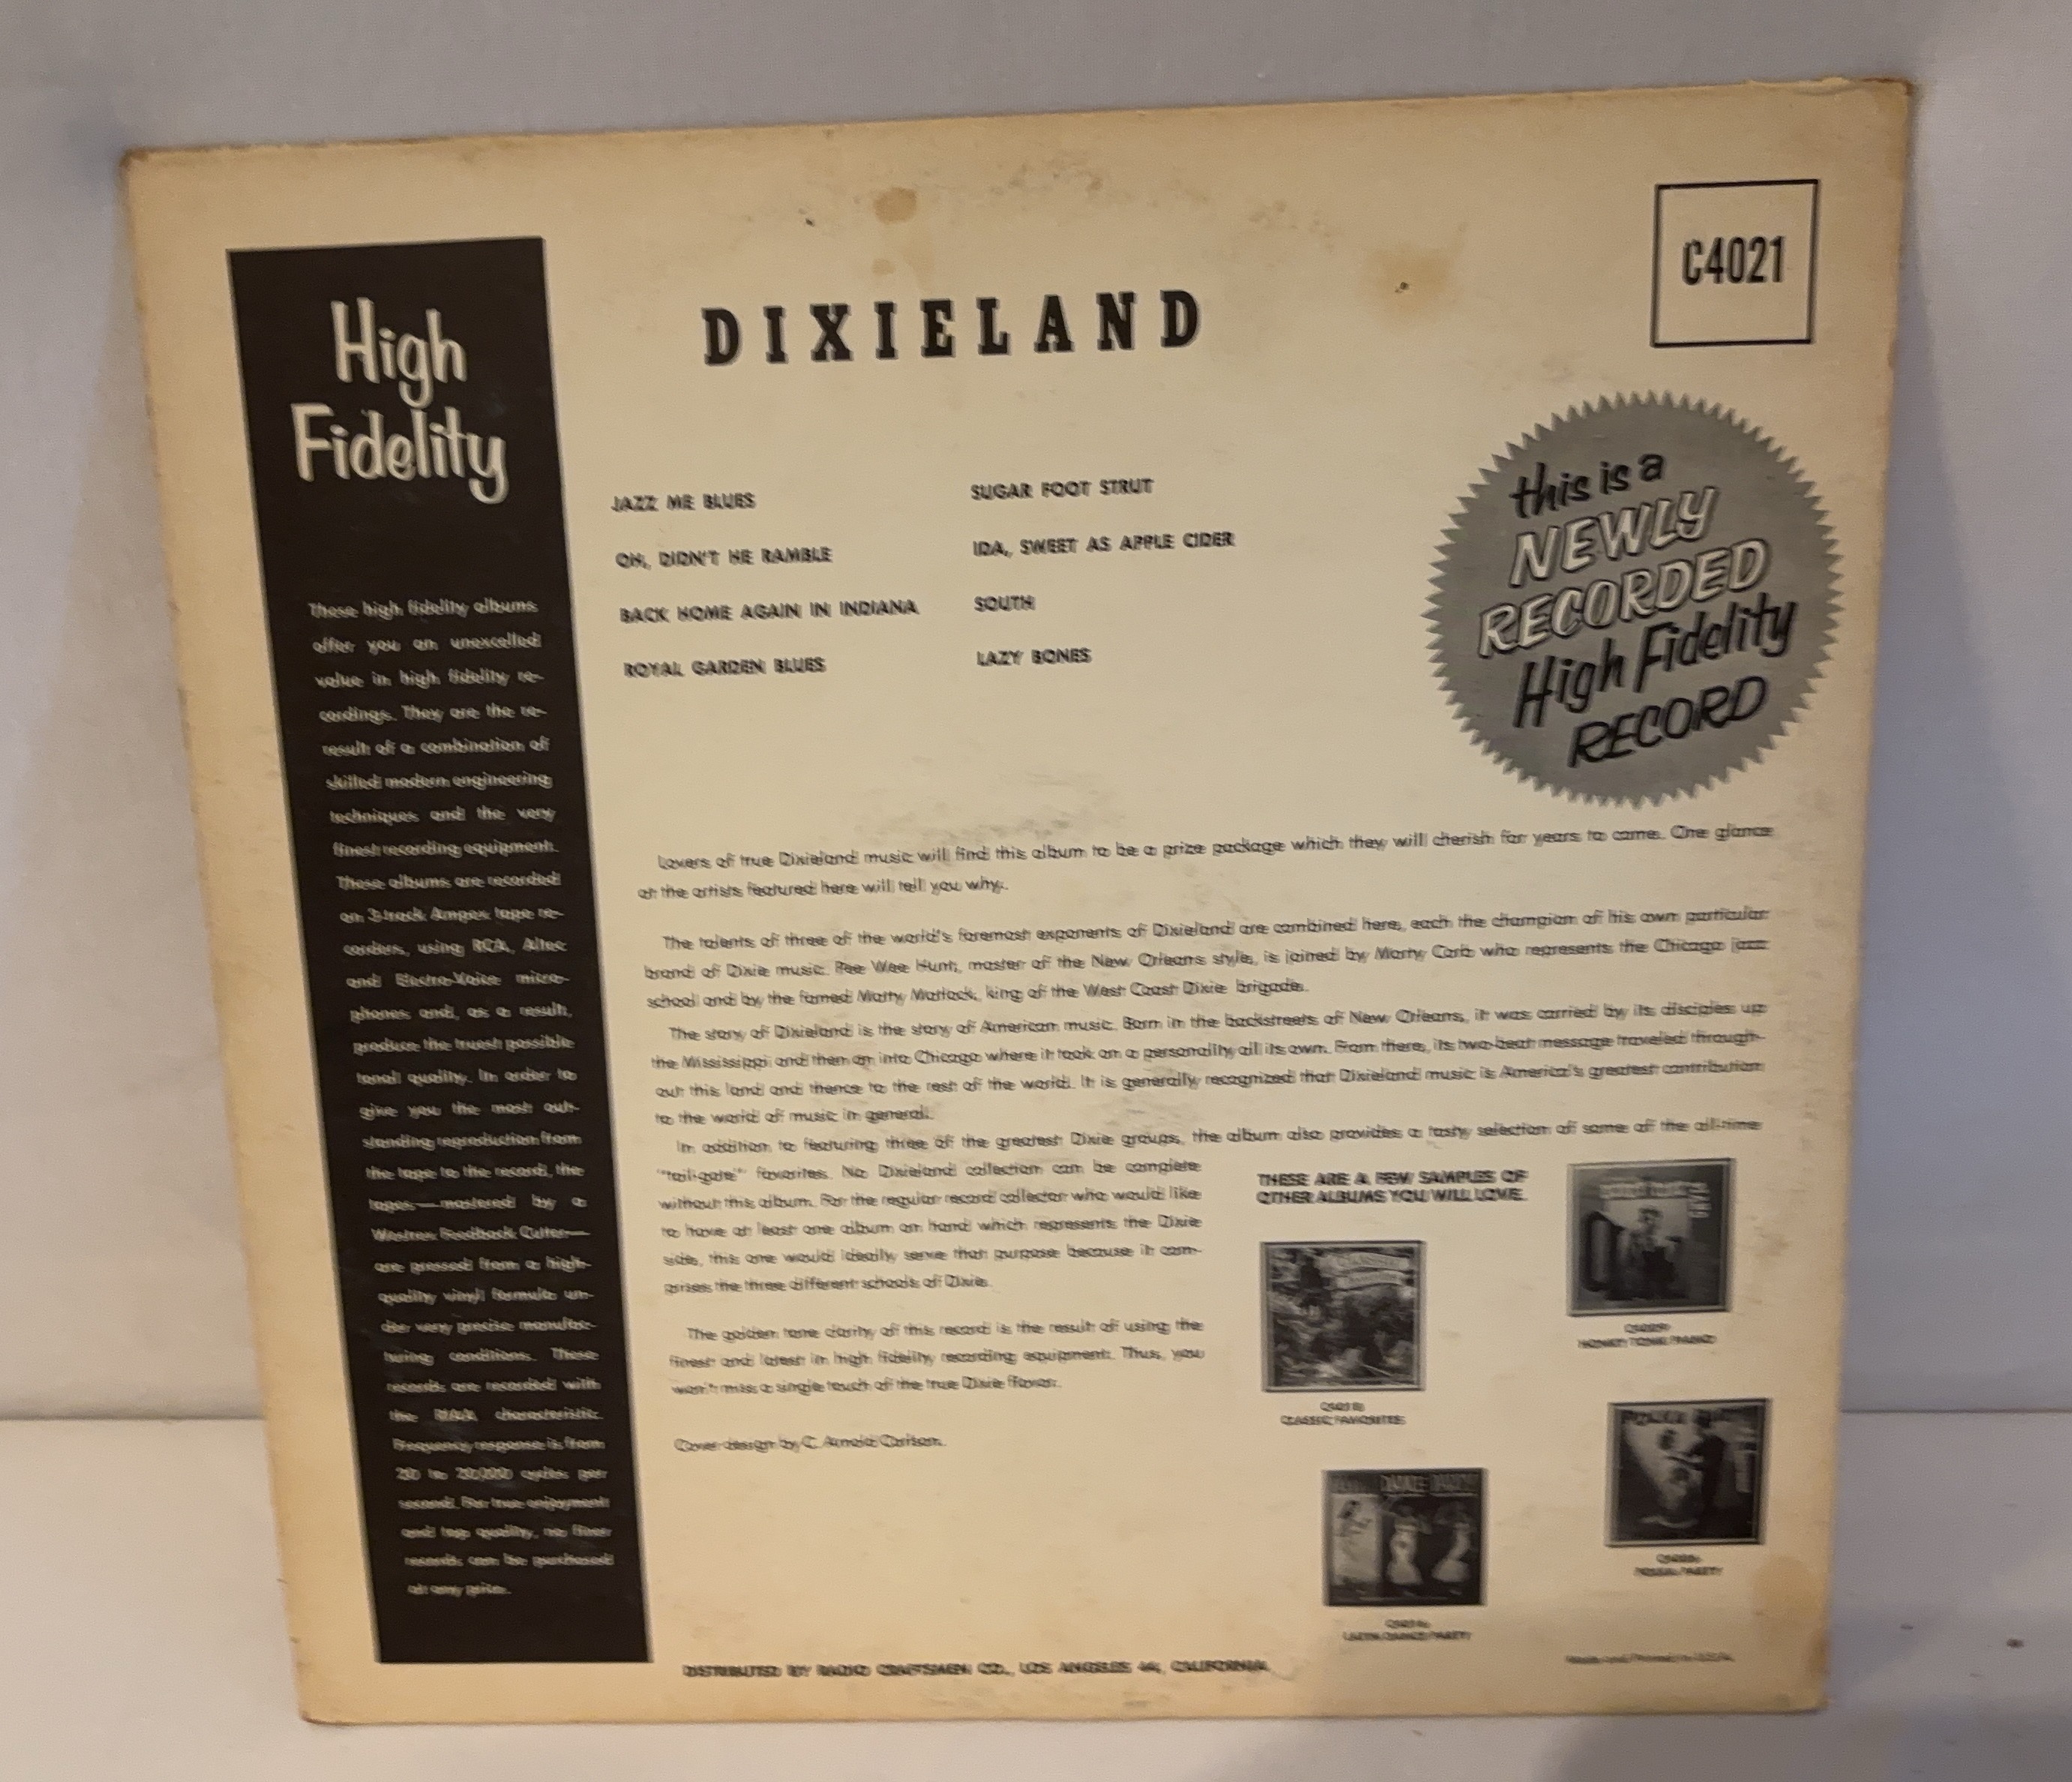 C4021
DIXIELAND
High
Fidelity
JAZZ ME BLUES
OH, DIDN'T HE RAMBLE
BACK HOME AGAIN IN INDIANA
ROYAL GARDEN BLUES
SUGAR FOOT STRUT
IDA, SWEET AS APPLE CIDER
SOUTH
LAZY BONES
this is a
NEWLY
RECORDED
High Fidelity
RECORD
These high fidelity albums
offer you an unexcelled
value in high fidelity re-
cordings. They are the re-
result of a combination of
skilled modern engineering
techniques and the very
finest recording equipment.
These albums are recorded
on 3-track Ampex tape re-
corders, using RCA, Altec
and Electro-Voice micro-
phones and, as a result,
produce the truest possible
tonal quality. In order to
give you the most out-
standing reproduction from
the tape to the record, the
tapes—mastered by a
Westrex Feedback Cutter—
are pressed from a high-
quality vinyl formula un-
der very precise manufac-
turing conditions. These
records are recorded with
the RIAA characteristic.
Frequency response is from
20 to 20,000 cycles per
second. For true enjoyment
and top quality, no finer
records can be purchased
at any price.
Lovers of true Dixieland music will find this album to be a prize package which they will cherish for years to come. One glance
at the artists featured here will tell you why.
The talents of three of the world's foremost exponents of Dixieland are combined here, each the champion of his own particular
brand of Dixie music. Pee Wee Hunt, master of the New Orleans style, is joined by Marty Carb who represents the Chicago jazz
school and by the famed Matty Matlock, king of the West Coast Dixie brigade.
The story of Dixieland is the story of American music. Born in the backstreets of New Orleans, it was carried by its disciples up
the Mississippi and then on into Chicago where it took on a personality all its own. From there, its two-beat message traveled through-
out this land and thence to the rest of the world. It is generally recognized that Dixieland music is America's greatest contribution
to the world of music in general.
In addition to featuring three of the greatest Dixie groups, the album also provides a tasty selection of some of the all-time
"tail-gate" favorites. No Dixieland collection can be complete
without this album. For the regular record collector who would like
to have at least one album on hand which represents the Dixie
side, this one would ideally serve that purpose because it com-
prises the three different schools of Dixie.
The golden tone clarity of this record is the result of using the
finest and latest in high fidelity recording equipment. Thus, you
won't miss a single touch of the true Dixie flavor.
Cover design by C. Arnold Carlson.
THESE ARE A FEW SAMPLES OF
OTHER ALBUMS YOU WILL LOVE.
HONKY TONK PIANO
CLASSIC FAVORITES
POLKA PARTY
LATIN DANCE PARTY
DISTRIBUTED BY RADIO CRAFTSMEN CO., LOS ANGELES 44, CALIFORNIA
Made and Printed in U.S.A.